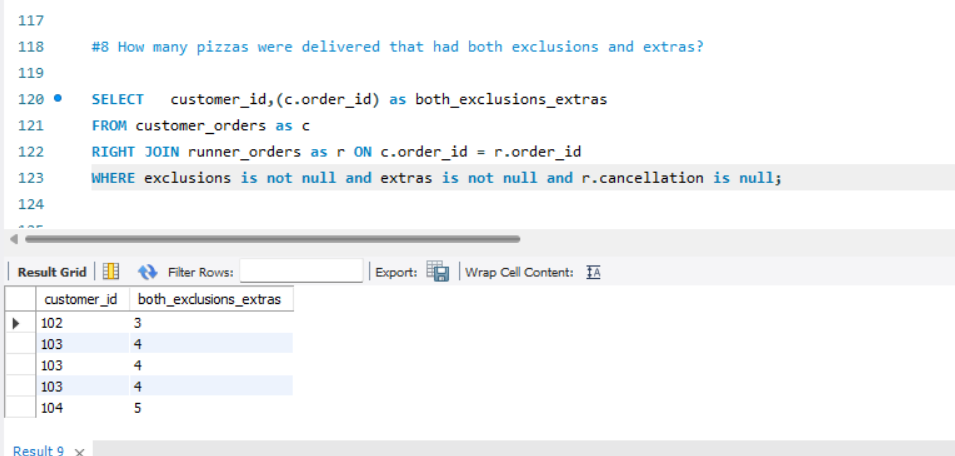 117
118 #8 How many pizzas were delivered that had both exclusions and extras?
119
120 SELECT customer_id,(c.order_id) as both_exclusions_extras
121 FROM customer_orders as c
122 RIGHT JOIN runner_orders as r ON c.order_id = r.order_id
123 WHERE exclusions is not null and extras is not null and r.cancellation is null;
124
Result Grid Filter Rows: Export: Wrap Cell Content:
customer_id both_exclusions_extras
102 3
103 4
103 4
103 4
104 5
Result 9